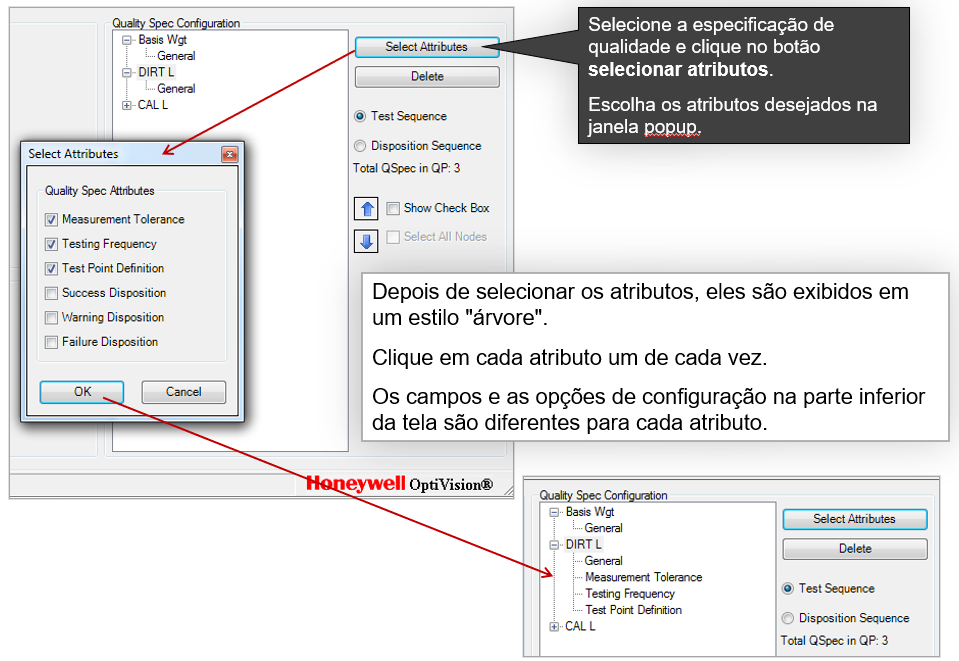 Quality Spec Configuration
Basis Wgt
General
DIRT L
General
CAL L
Select Attributes
Delete
Test Sequence
Disposition Sequence
Total QSpec in QP: 3
Show Check Box
Select All Nodes
Selecione a especificação de
qualidade e clique no botão
selecionar atributos.
Escolha os atributos desejados na
janela popup.
Select Attributes
Quality Spec Attributes
Measurement Tolerance
Testing Frequency
Test Point Definition
Success Disposition
Warning Disposition
Failure Disposition
OK
Cancel
Depois de selecionar os atributos, eles são exibidos em
um estilo "árvore".
Clique em cada atributo um de cada vez.
Os campos e as opções de configuração na parte inferior
da tela são diferentes para cada atributo.
Honeywell OptiVision®
Quality Spec Configuration
Basis Wgt
General
DIRT L
General
Measurement Tolerance
Testing Frequency
Test Point Definition
CAL L
Select Attributes
Delete
Test Sequence
Disposition Sequence
Total QSpec in QP: 3